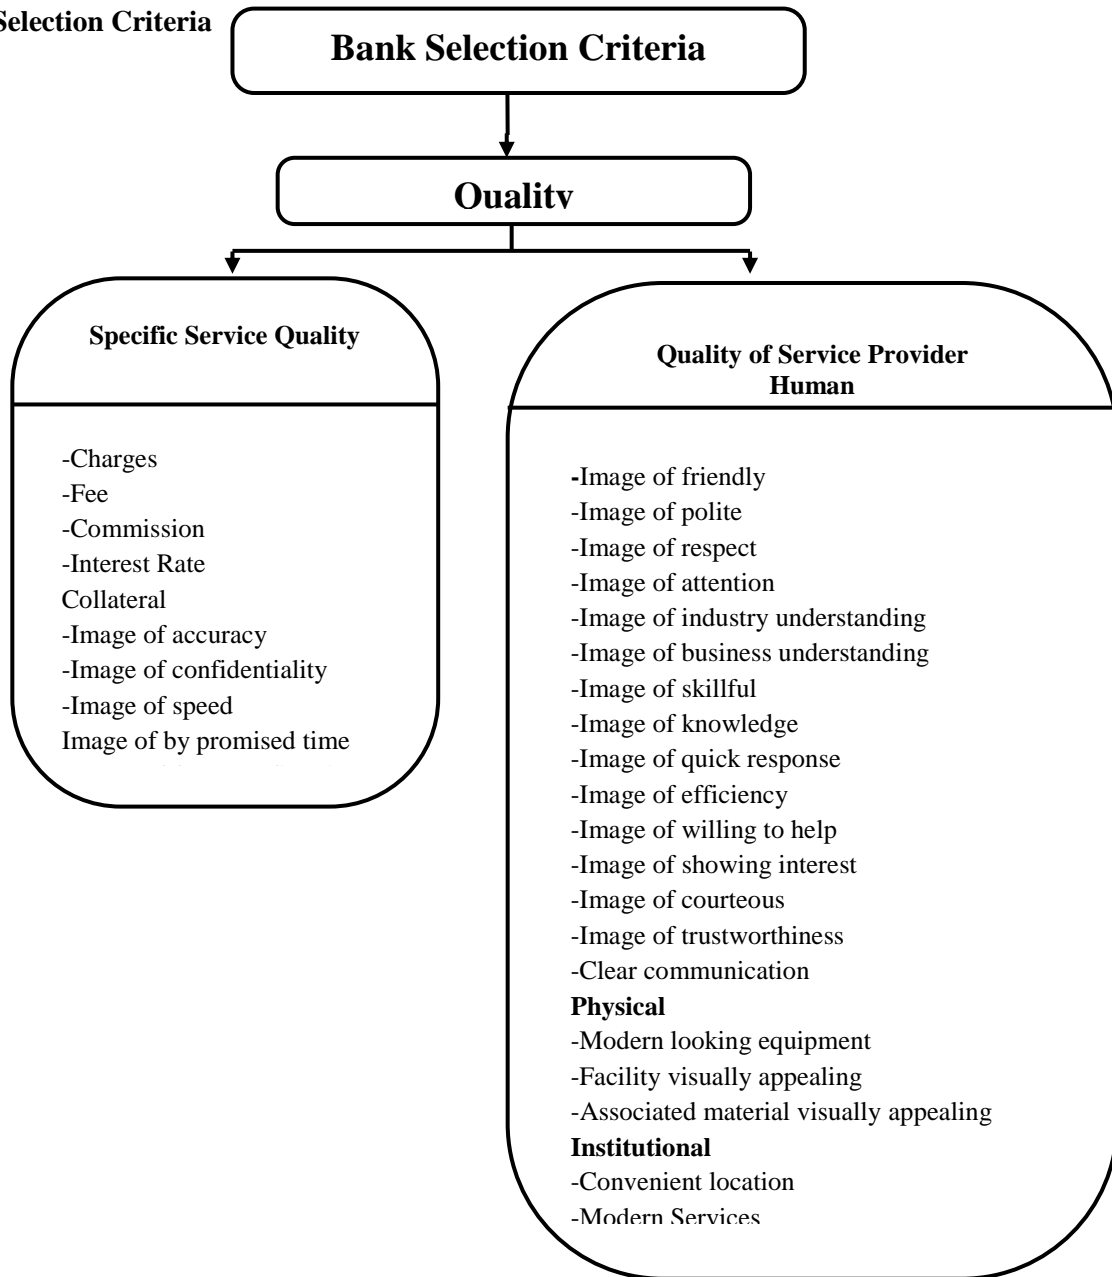 Selection Criteria
Bank Selection Criteria
Quality
Specific Service Quality
-Charges
-Fee
-Commission
-Interest Rate
Collateral
-Image of accuracy
-Image of confidentiality
-Image of speed
Image of by promised time
Quality of Service Provider
Human
-Image of friendly
-Image of polite
-Image of respect
-Image of attention
-Image of industry understanding
-Image of business understanding
-Image of skillful
-Image of knowledge
-Image of quick response
-Image of efficiency
-Image of willing to help
-Image of showing interest
-Image of courteous
-Image of trustworthiness
-Clear communication
Physical
-Modern looking equipment
-Facility visually appealing
-Associated material visually appealing
Institutional
-Convenient location
-Modern Services